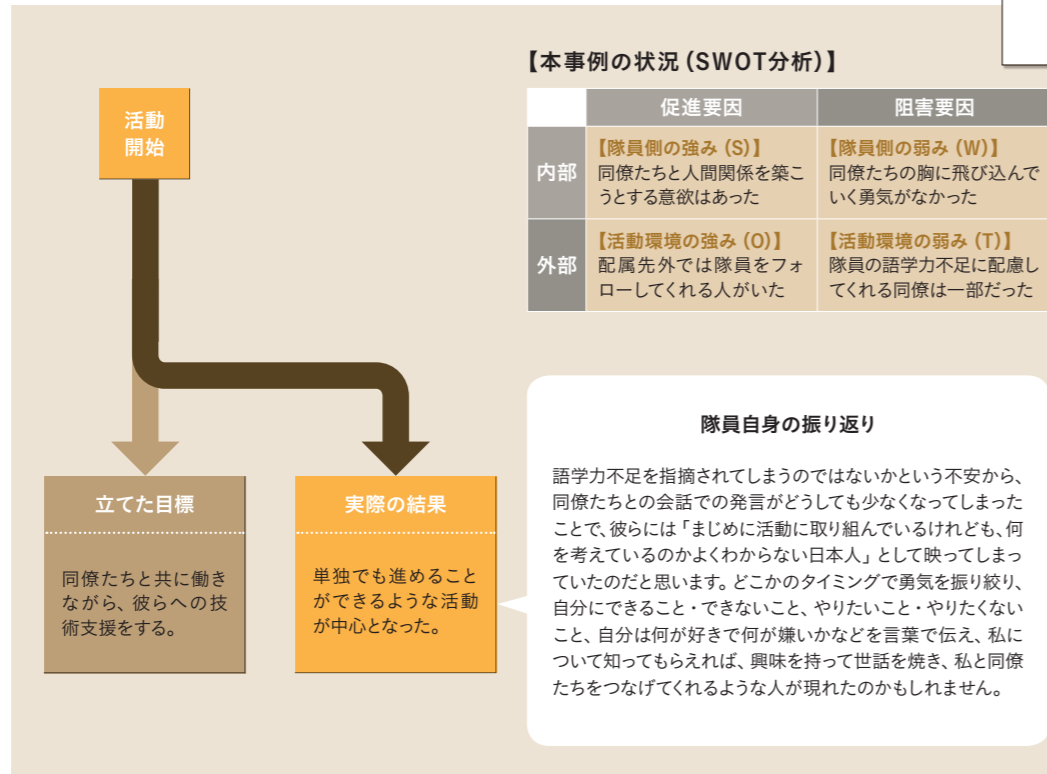 【本事例の状況（SWOT分析）】
活動
開始
促進要因
阻害要因
内部
【隊員側の強み（S）】
同僚たちと人間関係を築こ
うとする意欲はあった
【隊員側の弱み（W）】
同僚たちの胸に飛び込んで
いく勇気がなかった
外部
【活動環境の強み（O）】
配属先外では隊員をフォ
ローしてくれる人がいた
【活動環境の弱み（T）】
隊員の語学力不足に配慮し
てくれる同僚は一部だった
立てた目標
同僚たちと共に働き
ながら、彼らへの技
術支援をする。
実際の結果
単独でも進めること
ができるような活動
が中心となった。
隊員自身の振り返り
語学力不足を指摘されてしまうのではないかという不安から、
同僚たちとの会話での発言がどうしても少なくなってしまった
ことで、彼らには「まじめに活動に取り組んでいるけれども、何
を考えているのかよくわからない日本人」として映ってしまっ
ていたのだと思います。どこかのタイミングで勇気を振り絞り、
自分にできること・できないこと、やりたいこと・やりたくない
こと、自分は何が好きで何が嫌いかなどを言葉で伝え、私に
ついて知ってもらえれば、興味を持って世話を焼き、私と同僚
たちをつなげてくれるような人が現れたのかもしれません。